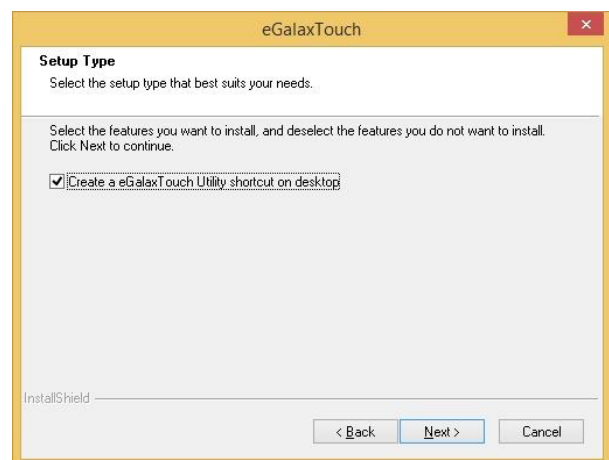 eGalaxTouch
Setup Type
Select the setup type that best suits your needs.
Select the features you want to install, and deselect the features you do not want to install.
Click Next to continue.
Create a eGalaxTouch Utility shortcut on desktop
InstallShield
< Back Next > Cancel